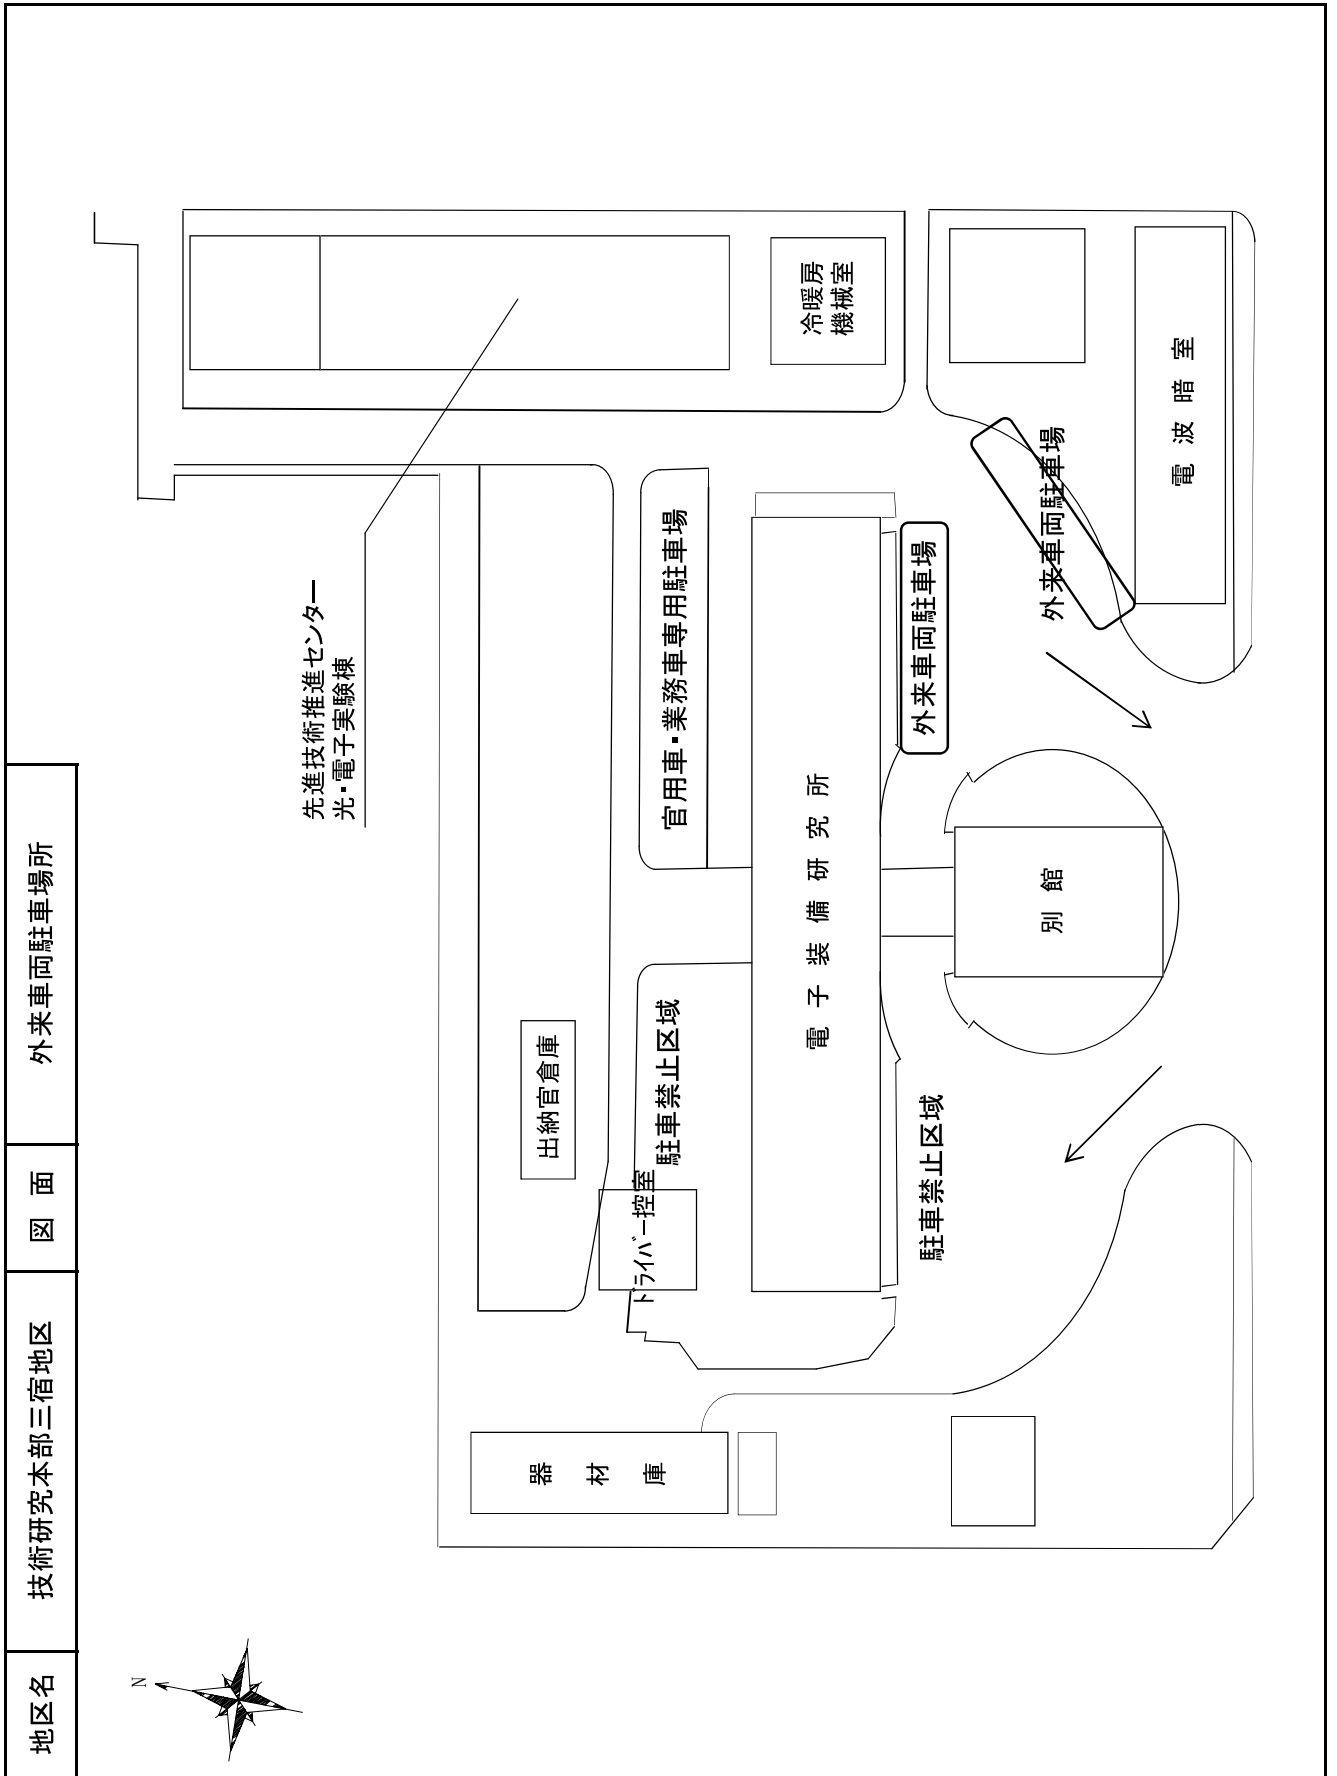 地区名
技術研究本部三宿地区
図 面
外来車両駐車場所
N
先進技術推進センター
光・電子実験棟
冷暖房
機械室
電波暗室
外来車両駐車場
官用車・業務車専用駐車場
外来車両駐車場
電子装備研究所
別館
出納官倉庫
駐車禁止区域
ドライバー控室
駐車禁止区域
器材庫